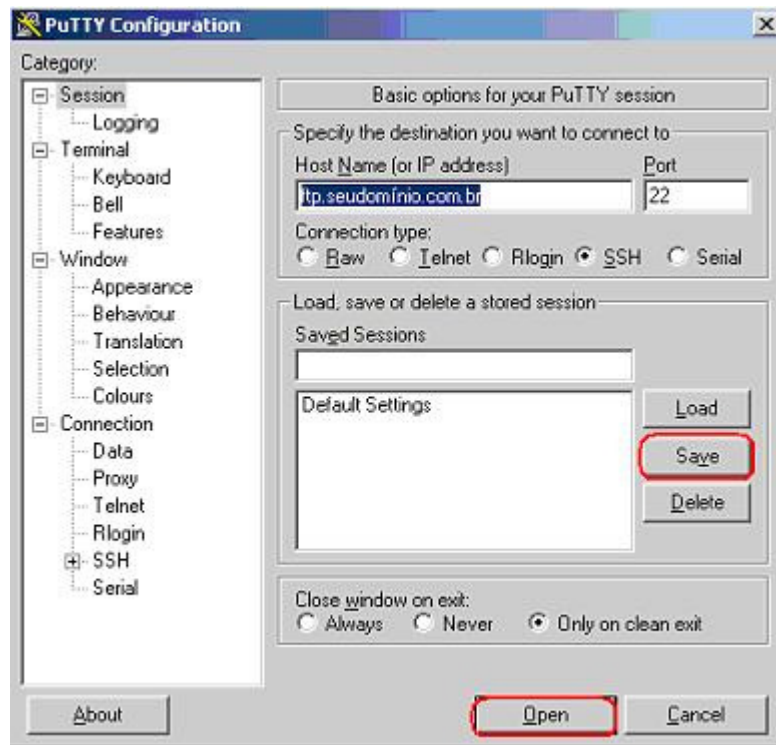 PuTTY Configuration
Category:
Session
Logging
Terminal
Keyboard
Bell
Features
Window
Appearance
Behaviour
Translation
Selection
Colours
Connection
Data
Proxy
Telnet
Rlogin
SSH
Serial
Basic options for your PuTTY session
Specify the destination you want to connect to
Host Name (or IP address) Port
ftp.seudomínio.com.br 22
Connection type:
Raw Telnet Rlogin SSH Serial
Load, save or delete a stored session
Saved Sessions
Default Settings
Load
Save
Delete
Close window on exit:
Always Never Only on clean exit
About Open Cancel